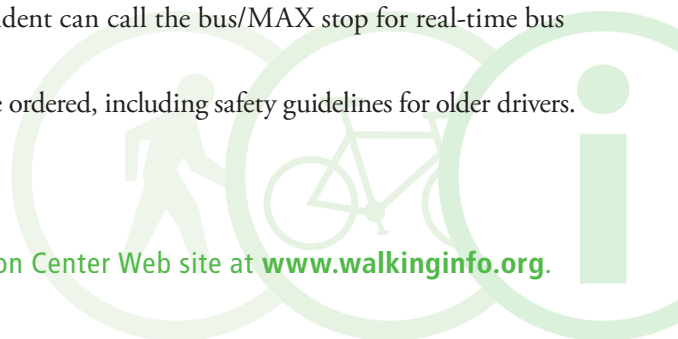 dent can call the bus/MAX stop for real-time bus
e ordered, including safety guidelines for older drivers.
on Center Web site at www.walkinginfo.org.